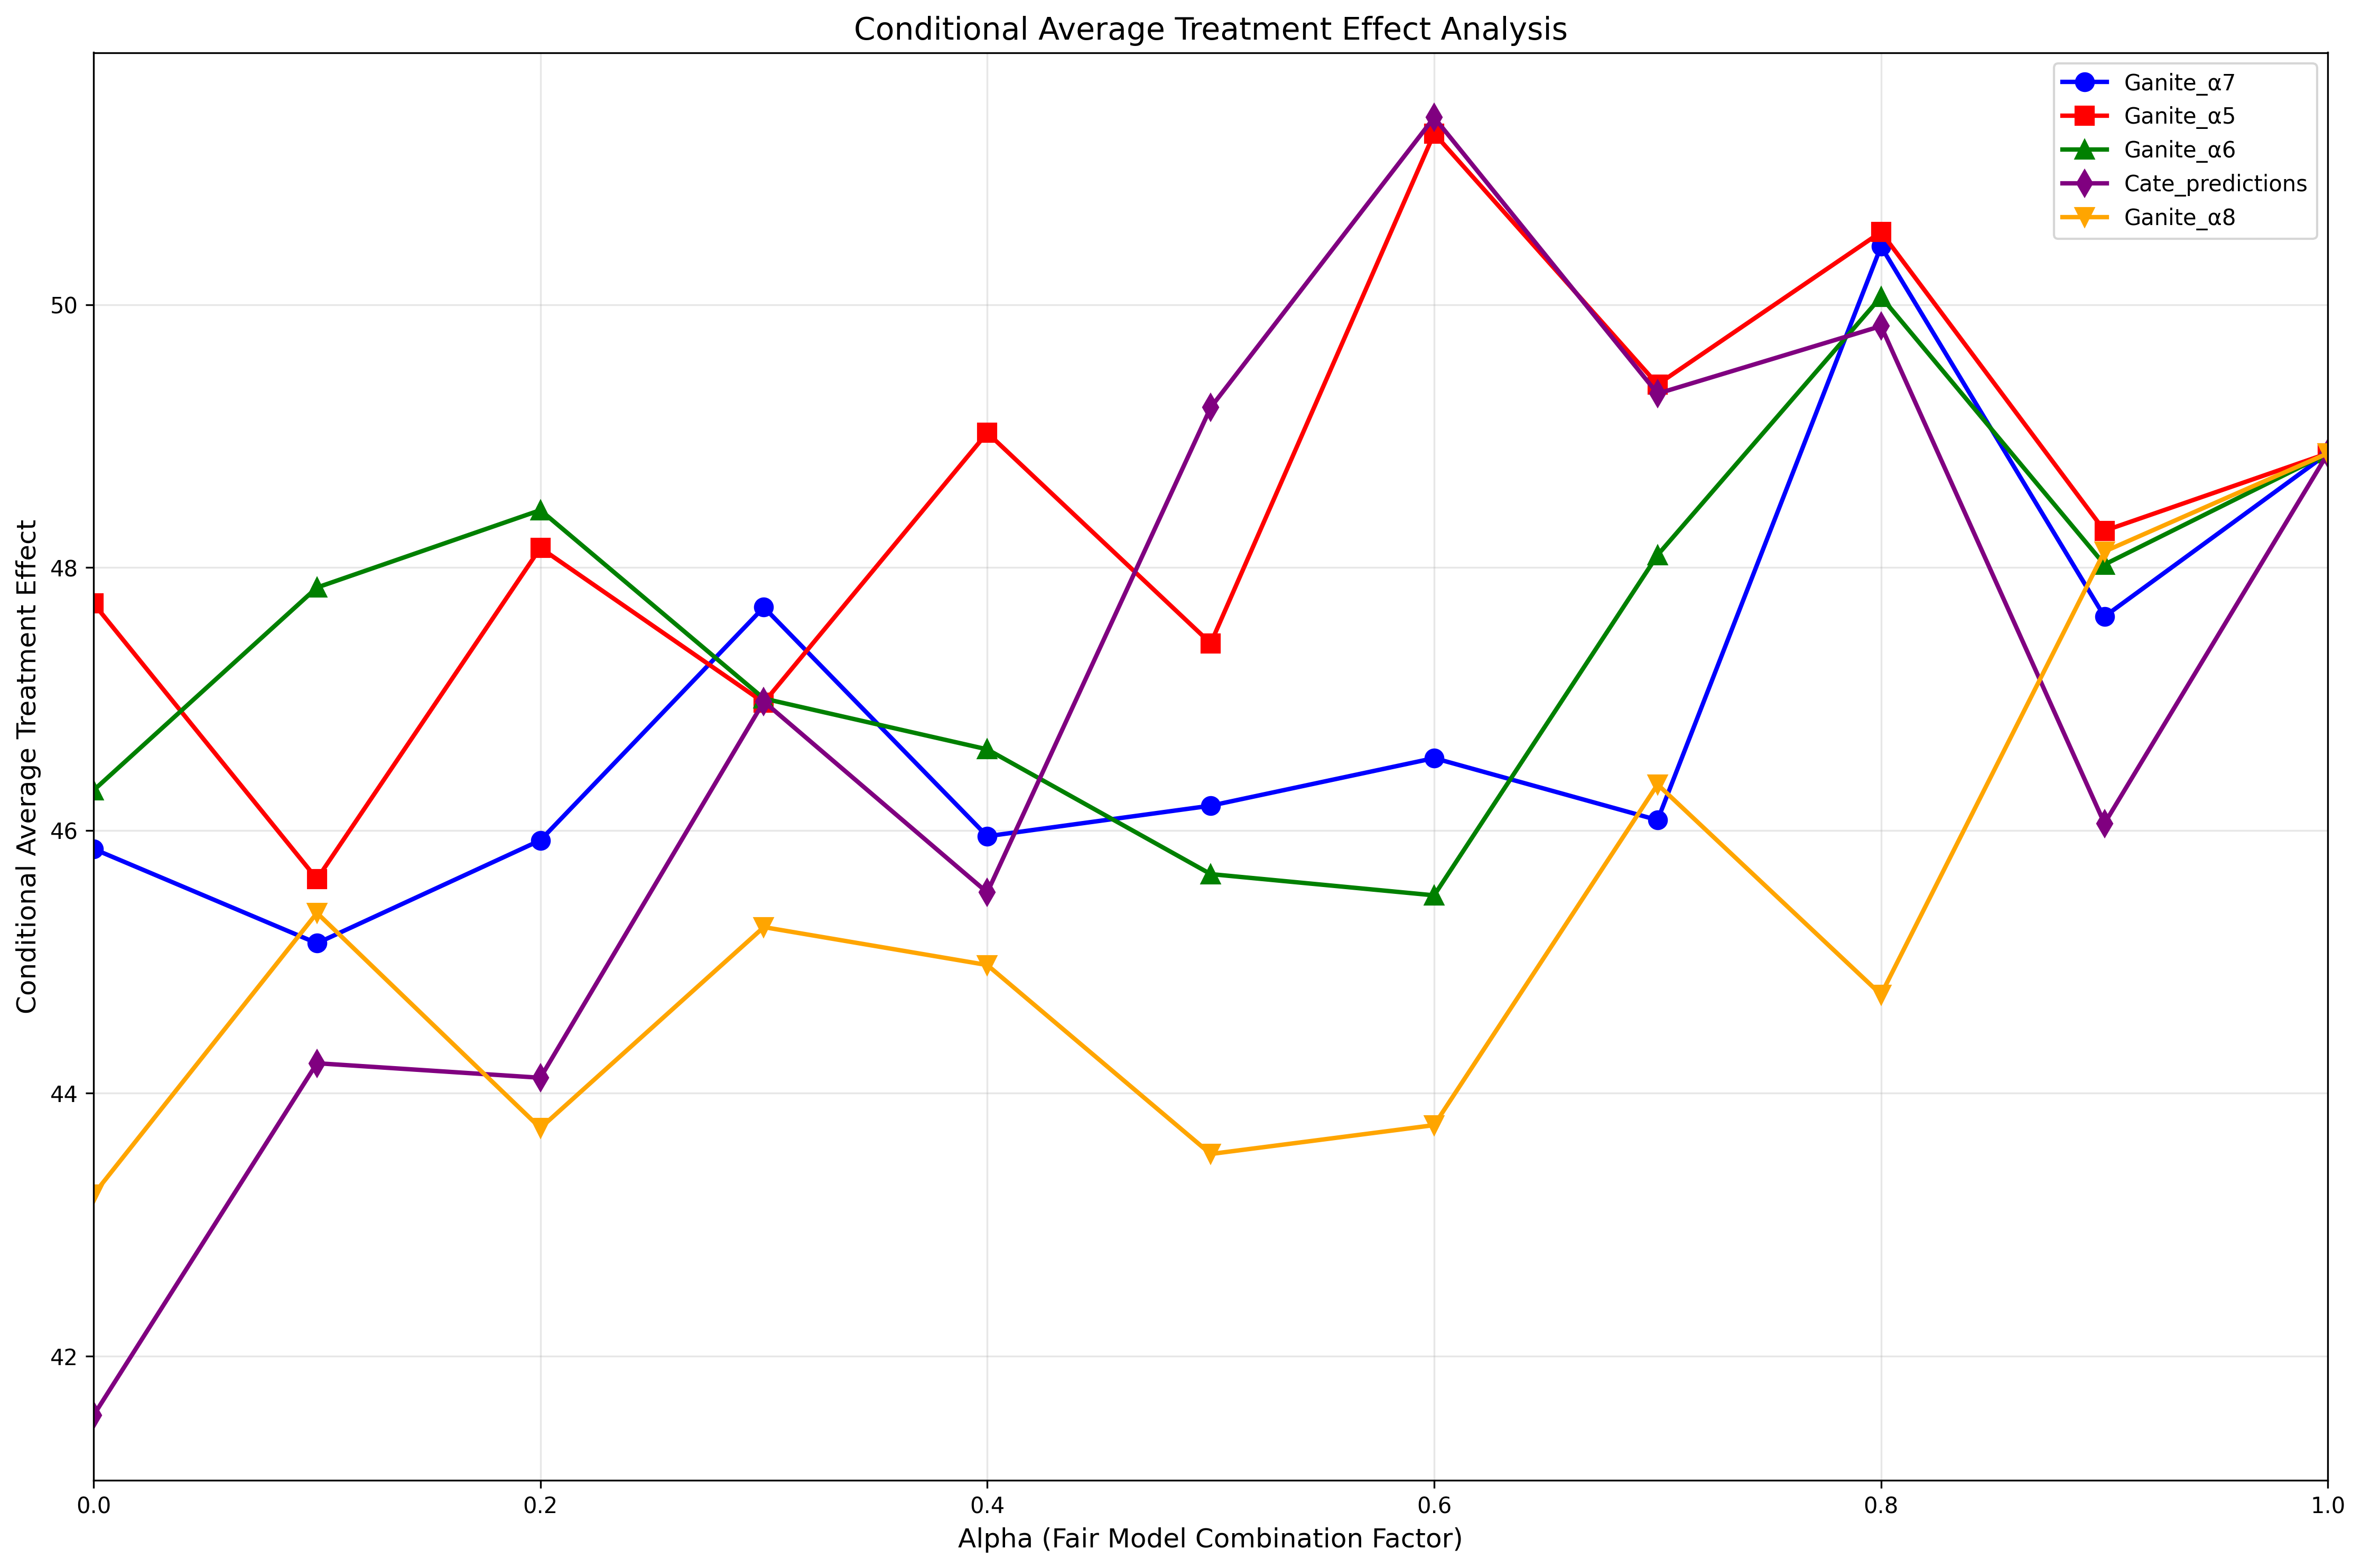 Conditional Average Treatment Effect Analysis
Ganite_α7
Ganite_α5
Ganite_α6
Cate_predictions
Ganite_α8
Conditional Average Treatment Effect
50
48
46
44
42
0.0 0.2 0.4 0.6 0.8 1.0
Alpha (Fair Model Combination Factor)